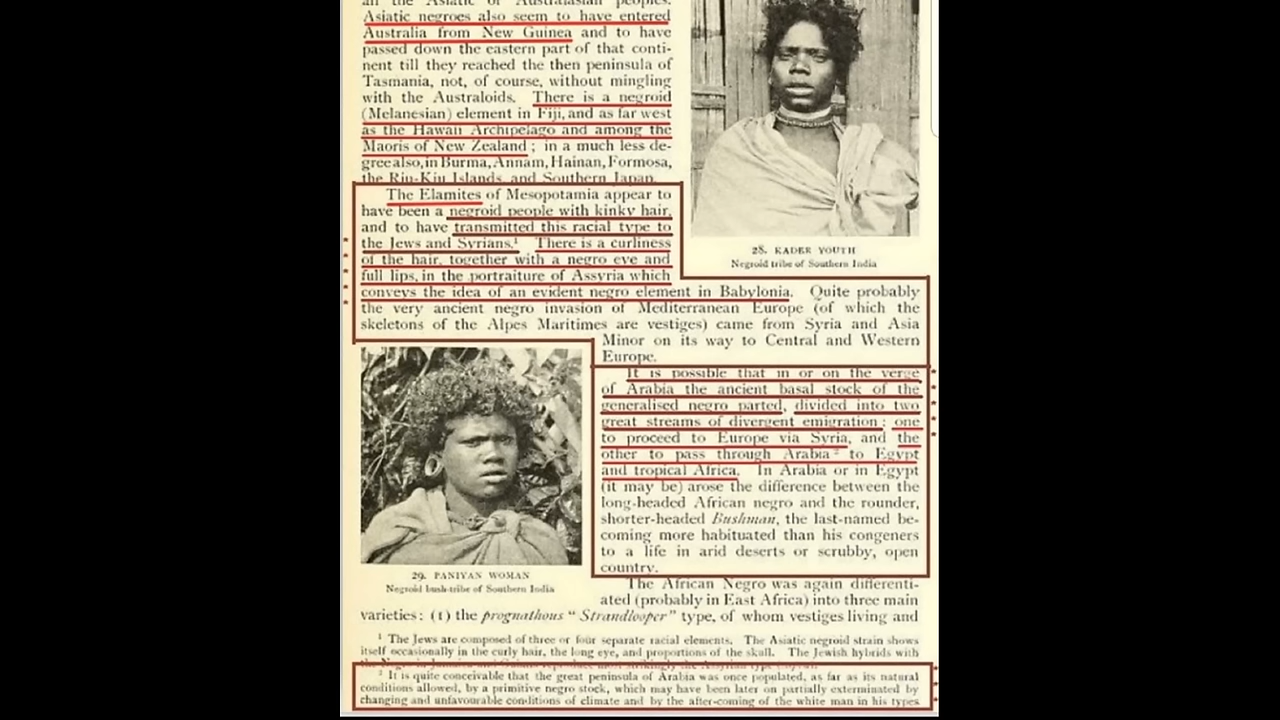 all the Asiatic or Australasian peoples.
Asiatic negroes also seem to have entered
Australia from New Guinea and to have
passed down the eastern part of that conti-
nent till they reached the then peninsula of
Tasmania, not, of course, without mingling
with the Australoids. There is a negroid
(Melanesian) element in Fiji, and as far west
as the Hawaii Archipelago and among the
Maoris of New Zealand ; in a much less de-
gree also, in Burma, Annam, Hainan, Formosa,
the Riu-Kiu Islands, and Southern Japan.
The Elamites of Mesopotamia appear to
have been a negroid people with kinky hair,
and to have transmitted this racial type to
the Jews and Syrians.¹ There is a curliness
of the hair, together with a negro eye and
full lips, in the portraiture of Assyria which
conveys the idea of an evident negro element in Babylonia. Quite probably
the very ancient negro invasion of Mediterranean Europe (of which the
skeletons of the Alpes Maritimes are vestiges) came from Syria and Asia
Minor on its way to Central and Western
Europe.
28. KADER YOUTH
Negroid tribe of Southern India
It is possible that in or on the verge
of Arabia the ancient basal stock of the
generalised negro parted, divided into two
great streams of divergent emigration ; one
to proceed to Europe via Syria, and the
other to pass through Arabia ² to Egypt
and tropical Africa. In Arabia or in Egypt
(it may be) arose the difference between the
long-headed African negro and the rounder,
shorter-headed Bushman, the last-named be-
coming more habituated than his congeners
to a life in arid deserts or scrubby, open
country.
29. PANIYAN WOMAN
Negroid bush-tribe of Southern India
The African Negro was again differenti-
ated (probably in East Africa) into three main
varieties : (1) the prognathous "Strandlooper" type, of whom vestiges living and
¹ The Jews are composed of three or four separate racial elements. The Asiatic negroid strain shows
itself occasionally in the curly hair, the long eye, and proportions of the skull. The Jewish hybrids with
the Negro in Jamaica and Guiana reproduce most strikingly the Assyrian type
² It is quite conceivable that the great peninsula of Arabia was once populated, as far as its natural
conditions allowed, by a primitive negro stock, which may have been later on partially exterminated by
changing and unfavourable conditions of climate and by the after-coming of the white man in his types